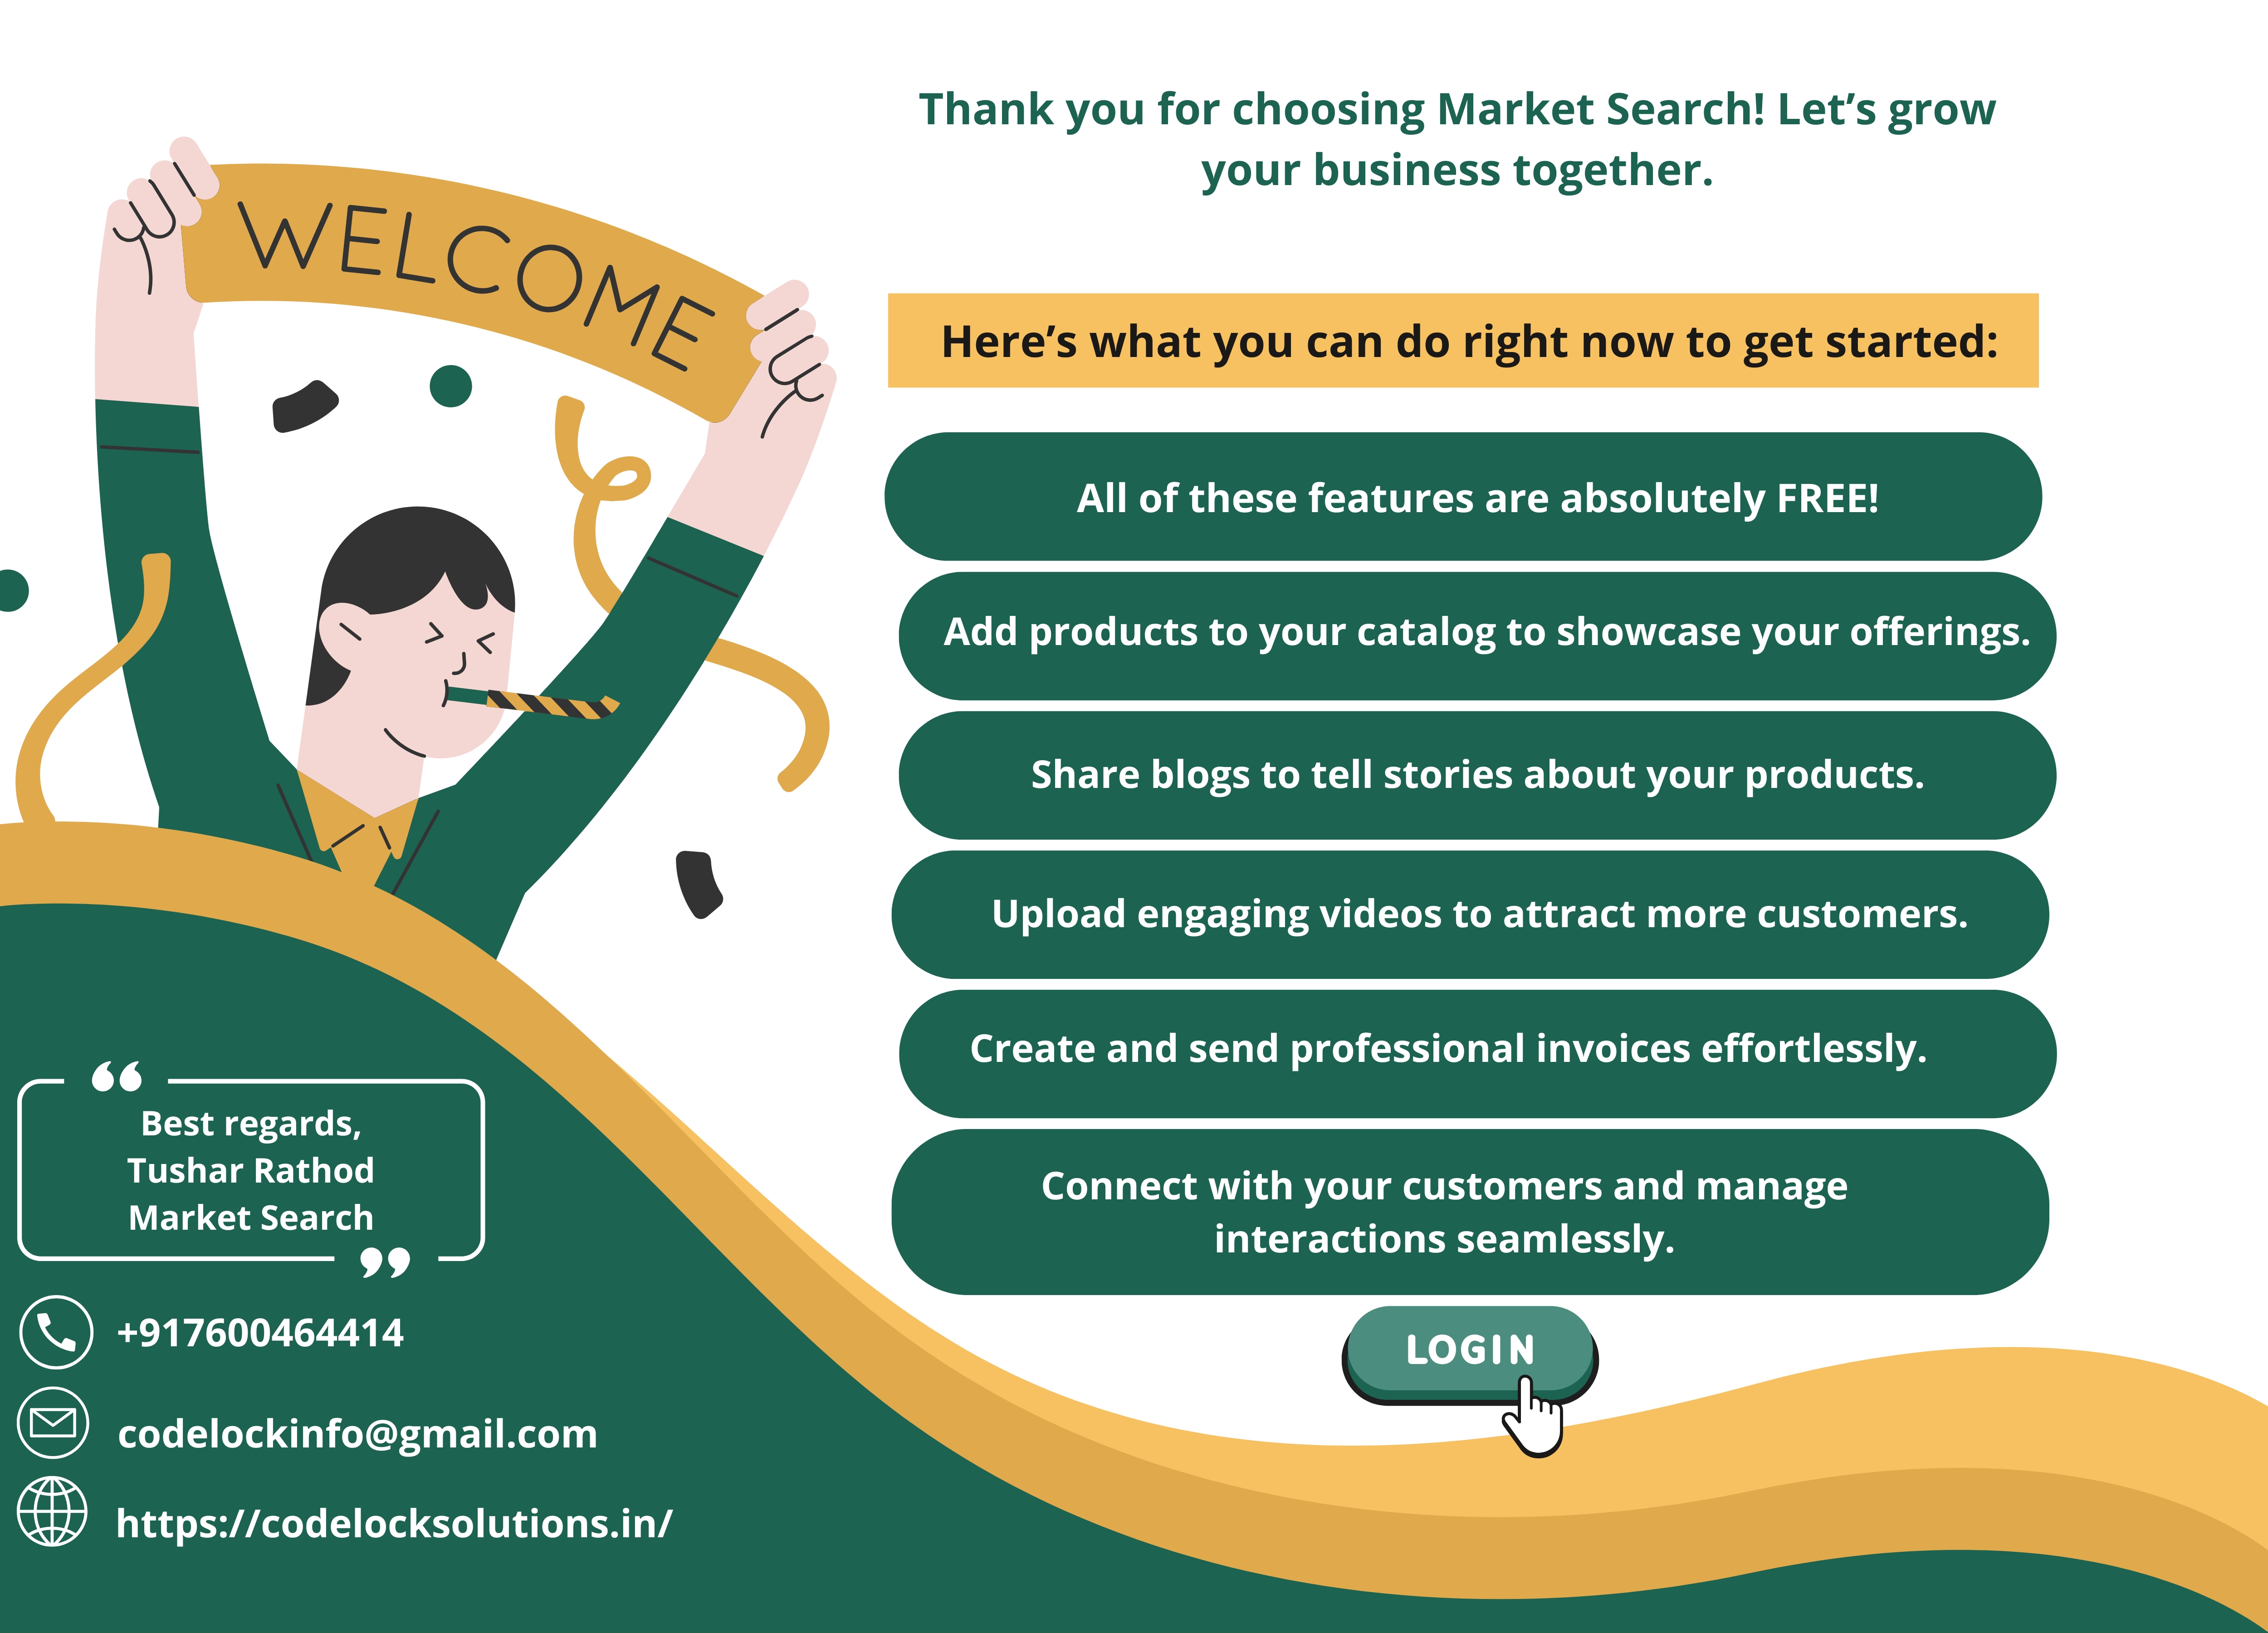 WELCOME
Thank you for choosing Market Search! Let’s grow
your business together.
Here’s what you can do right now to get started:
All of these features are absolutely FREE!
Add products to your catalog to showcase your offerings.
Share blogs to tell stories about your products.
Upload engaging videos to attract more customers.
Create and send professional invoices effortlessly.
Connect with your customers and manage
interactions seamlessly.
LOGIN
Best regards,
Tushar Rathod
Market Search
+917600464414
codelockinfo@gmail.com
https://codelocksolutions.in/